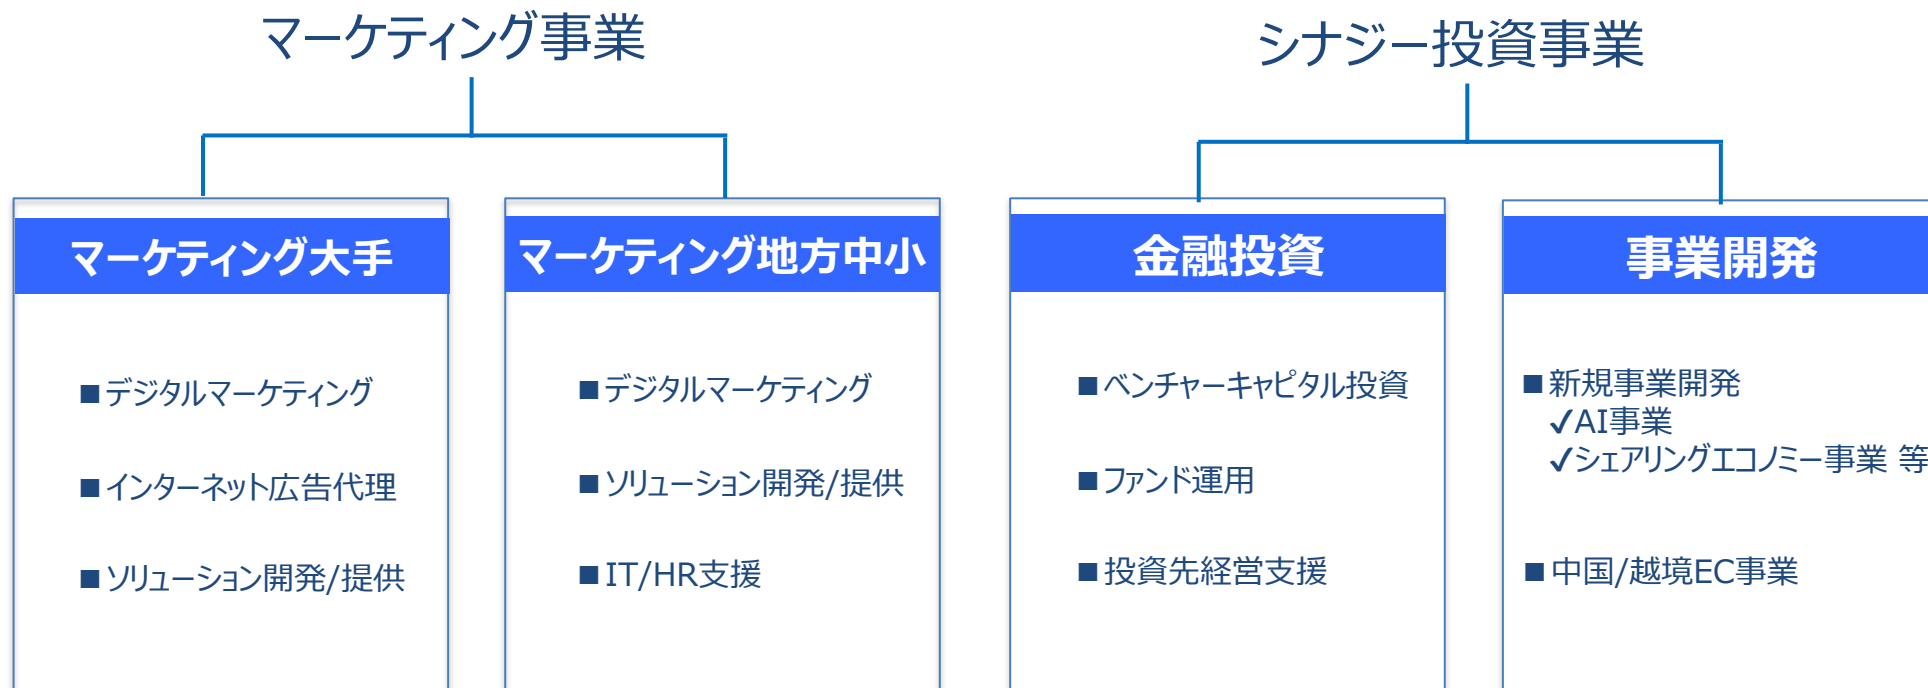 マーケティング事業
シナジー投資事業
マーケティング大手
■デジタルマーケティング
■インターネット広告代理
■ソリューション開発/提供
マーケティング地方中小
■デジタルマーケティング
■ソリューション開発/提供
■IT/HR支援
金融投資
■ベンチャーキャピタル投資
■ファンド運用
■投資先経営支援
事業開発
■新規事業開発
✓AI事業
✓シェアリングエコノミー事業 等
■中国/越境EC事業